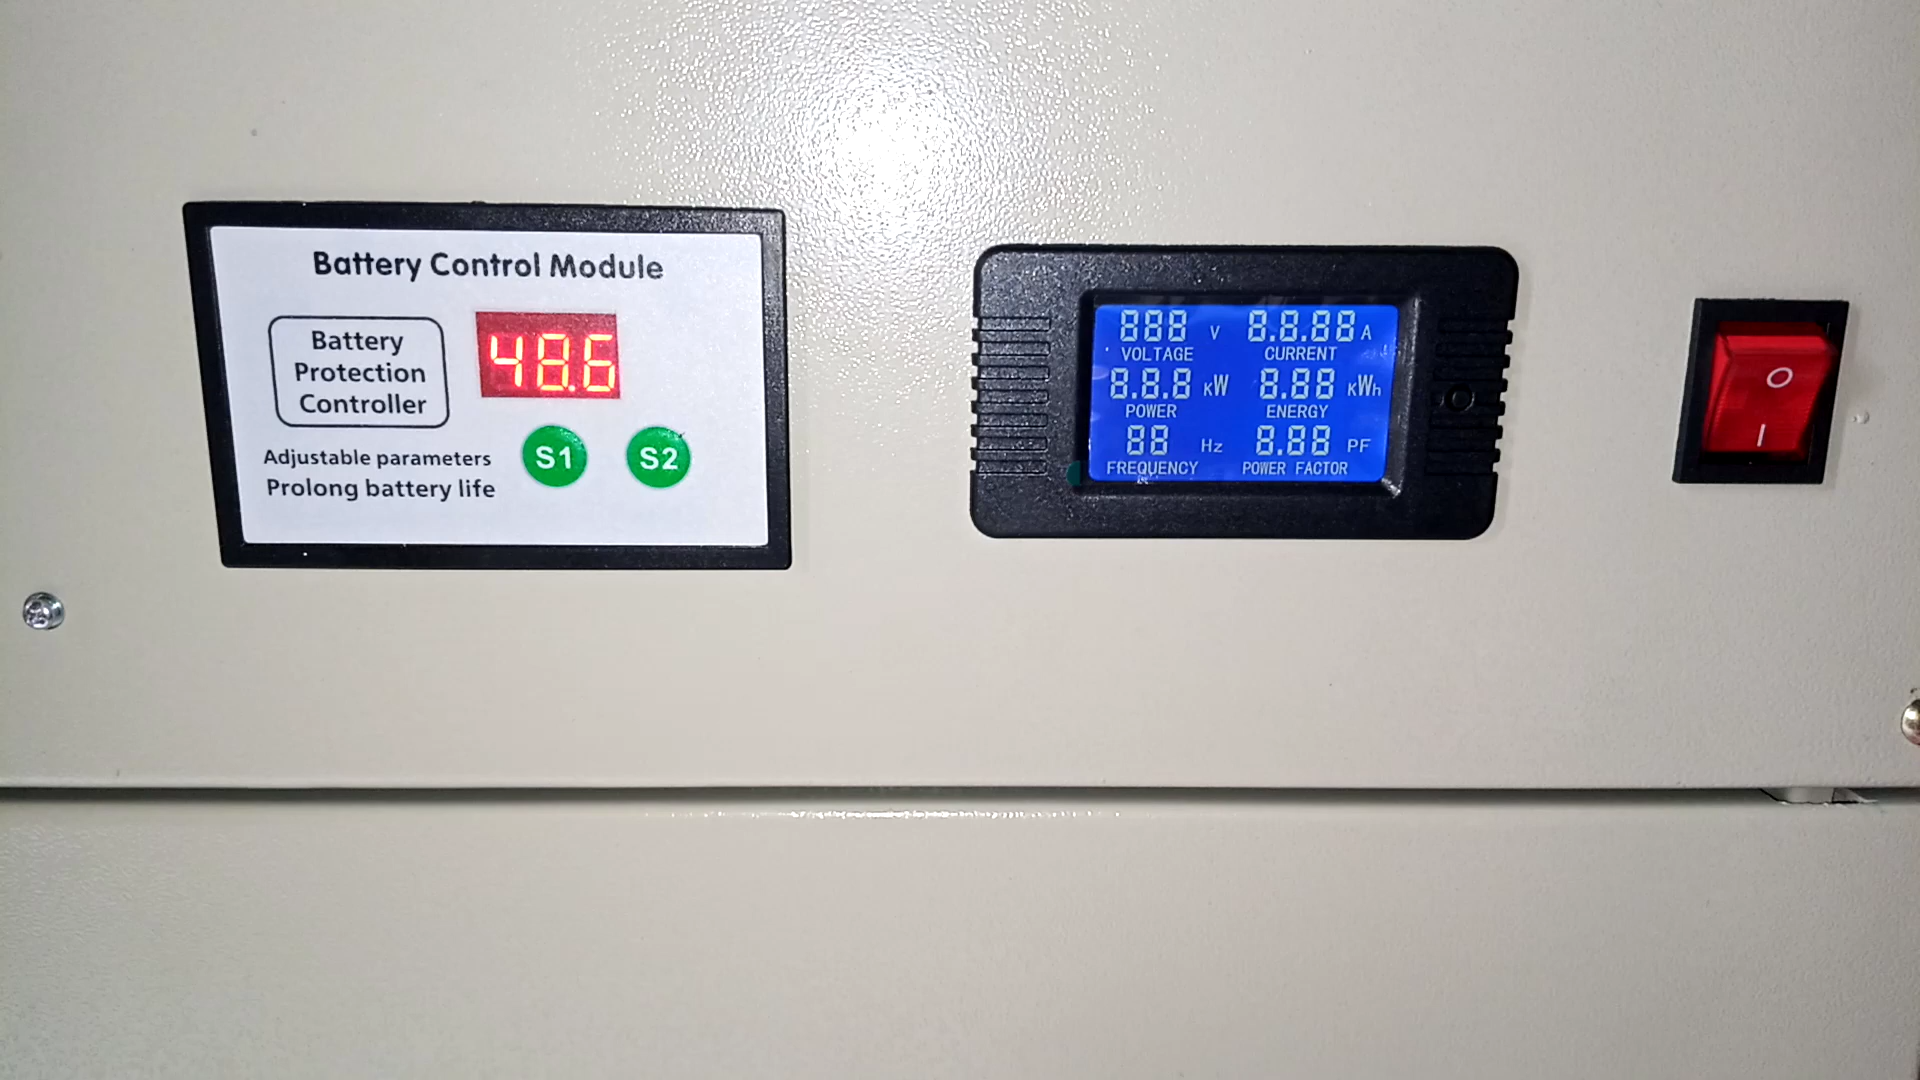 Battery Control Module
Battery
Protection
Controller
48.6
Adjustable parameters
Prolong battery life
S1 S2
888 V 8.8.88 A
VOLTAGE CURRENT
8.8.8 KW 8.88 KWh
POWER ENERGY
88 Hz 8.88 PF
FREQUENCY POWER FACTOR
O
I